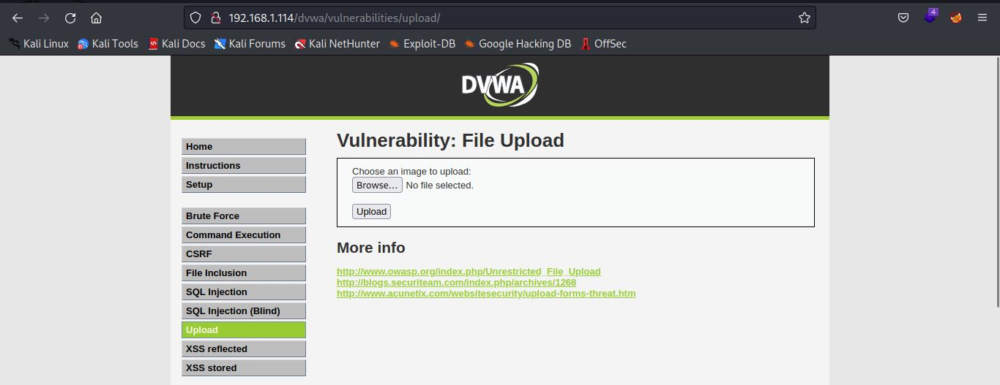 192.168.1.114/dvwa/vulnerabilities/upload/
4
Kali Linux Kali Tools Kali Docs Kali Forums Kali NetHunter Exploit-DB Google Hacking DB OffSec
DVWA
Home
Instructions
Setup
Brute Force
Command Execution
CSRF
File Inclusion
SQL Injection
SQL Injection (Blind)
Upload
XSS reflected
XSS stored
Vulnerability: File Upload
Choose an image to upload:
Browse... No file selected.
Upload
More info
http://www.owasp.org/index.php/Unrestricted_File_Upload
http://blogs.securiteam.com/index.php/archives/1268
http://www.acunetix.com/websitesecurity/upload-forms-threat.htm